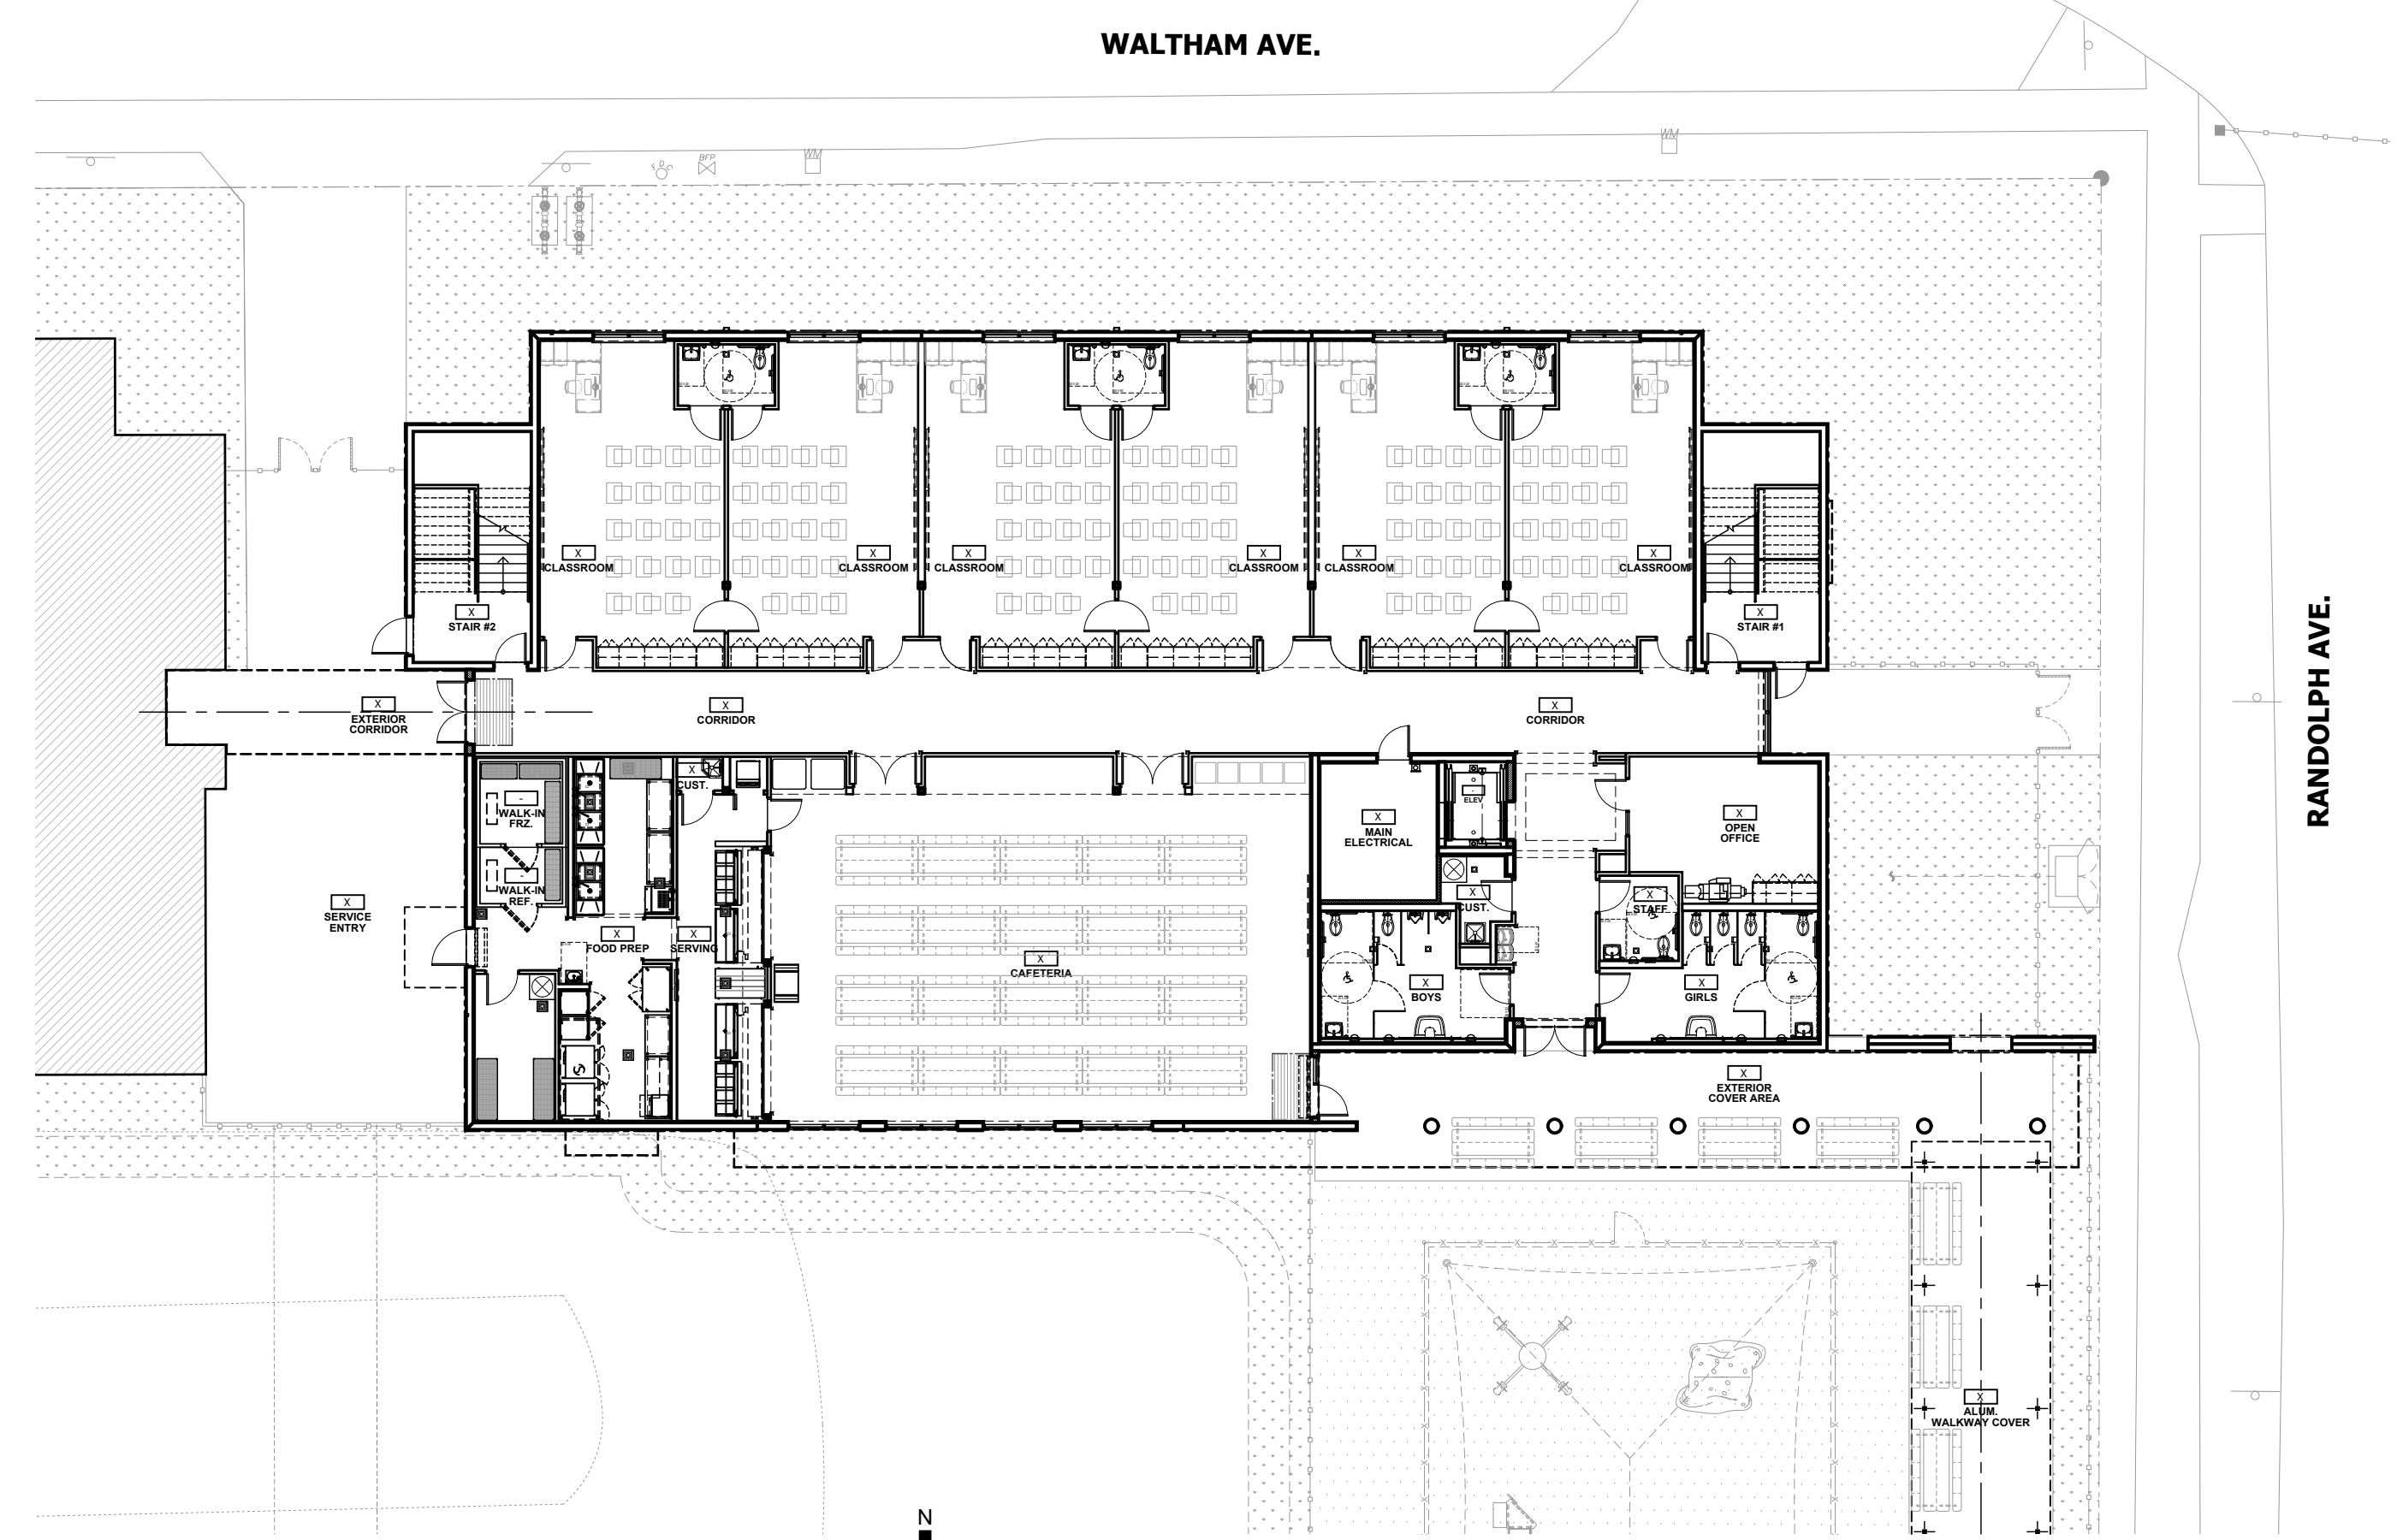 WALTHAM AVE.
F D C
BFP
RANDOLPH AVE.
X
CLASSROOM
X
CLASSROOM
X
CLASSROOM
X
CLASSROOM
X
CLASSROOM
X
CLASSROOM
X
STAIR #2
X
STAIR #1
X
EXTERIOR
CORRIDOR
X
CORRIDOR
X
CORRIDOR
X
CUST.
-
WALK-IN
FRZ.
-
WALK-IN
REF.
-
ELEV
X
MAIN
ELECTRICAL
X
OPEN
OFFICE
X
SERVICE
ENTRY
X
FOOD PREP
X
SERVING
X
CAFETERIA
X
CUST.
X
STAFF
X
BOYS
X
GIRLS
X
EXTERIOR
COVER AREA
X
ALUM.
WALKWAY COVER
N